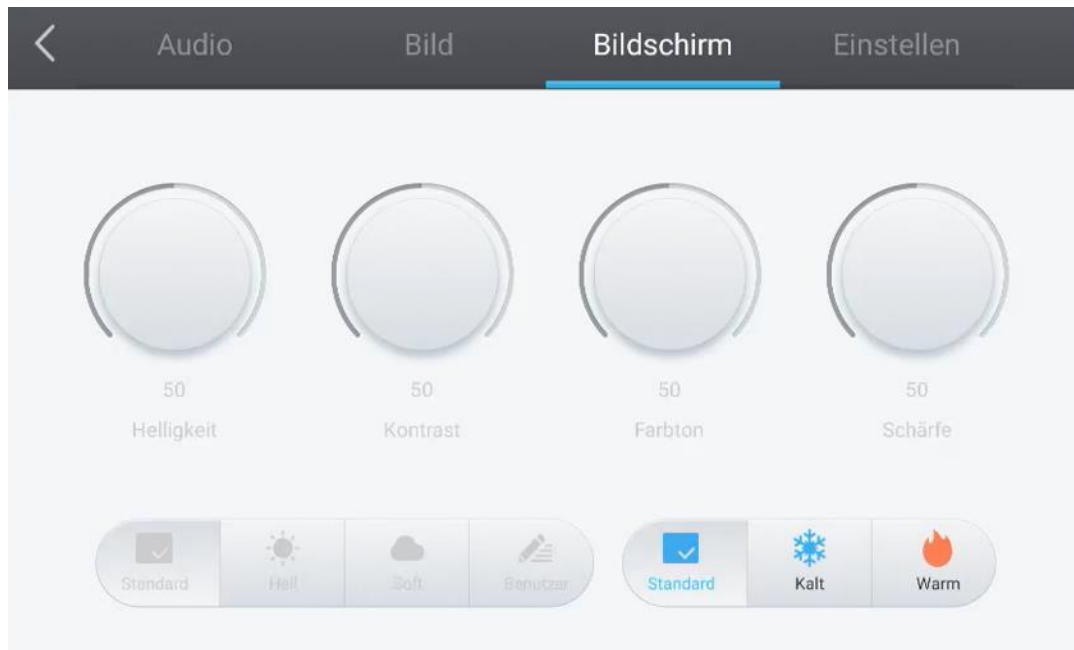 Audio Bild Bildschirm Einstellen
50 50 50 50
Helligkeit Kontrast Farbton Schärfe
Standard Hell Soft Benutzer Standard Kalt Warm